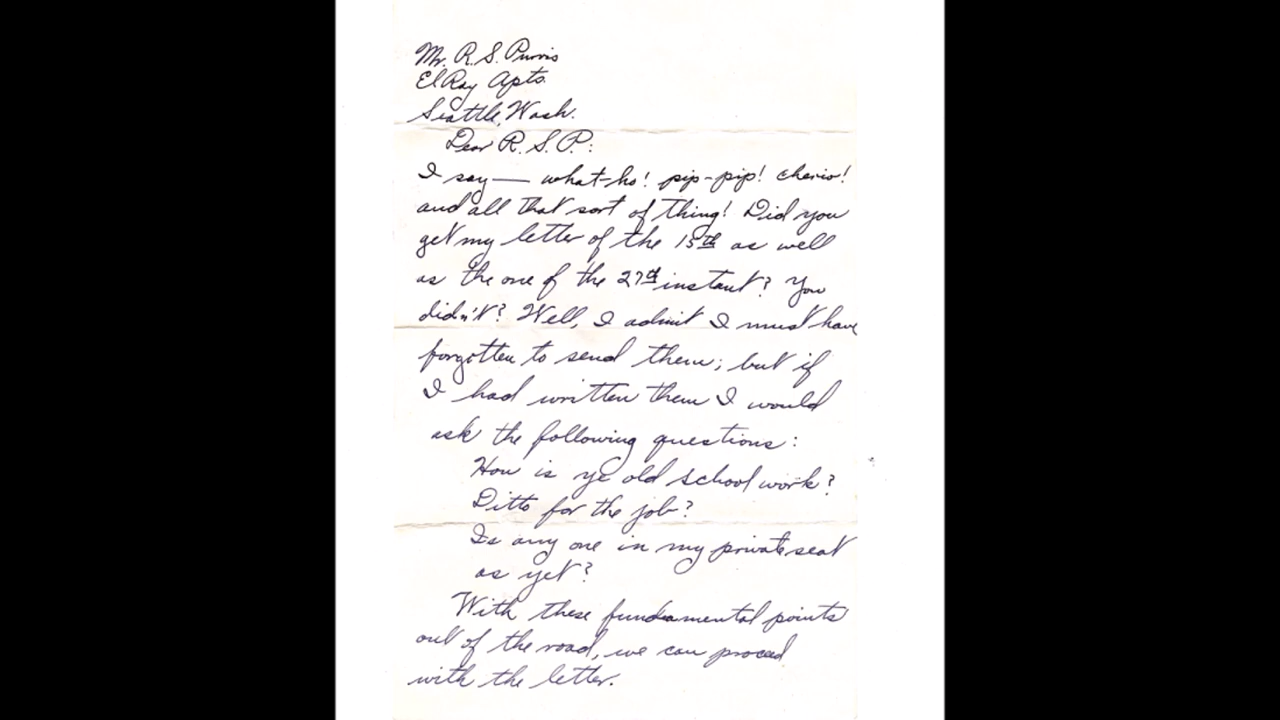 Mr. R. S. Purvis
ElRoy Apts.
Seattle, Wash.
Dear R. S. P.:
I say— what-ho! pip-pip! cherio!
and all that sort of thing! Did you
get my letter of the 15th as well
as the one of the 27th instant? You
didn't? Well, I admit I must have
forgotten to send them; but if
I had written them I would
ask the following questions:
How is ye old school work?
Ditto for the job?
Is any one in my private seat
as yet?
With these fundamental points
out of the road, we can proceed
with the letter.